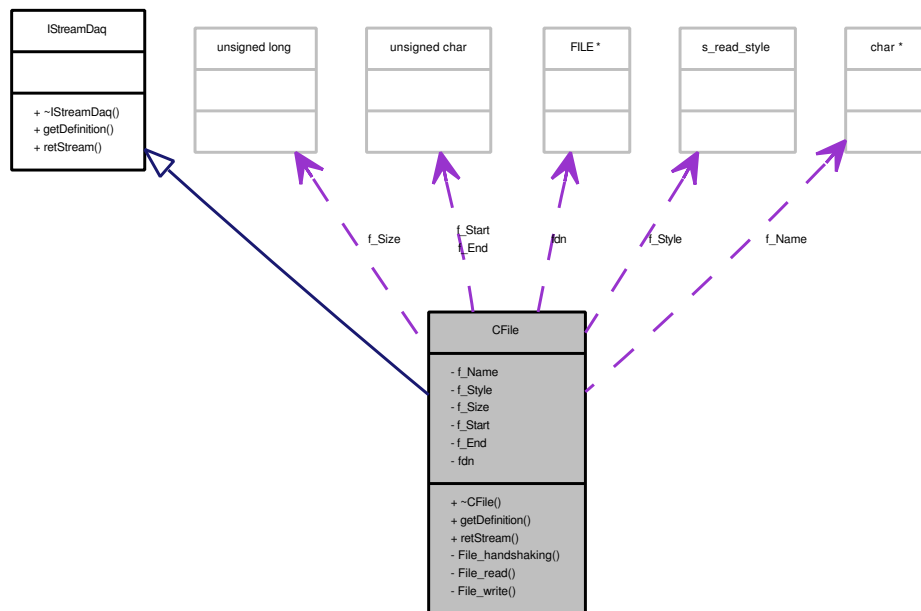 IStreamDaq
+ ~IStreamDaq()
+ getDefinition()
+ retStream()
unsigned long
unsigned char
FILE *
s_read_style
char *
f_Size
f_Start
f_End
fdn
f_Style
f_Name
CFile
- f_Name
- f_Style
- f_Size
- f_Start
- f_End
- fdn
+ ~CFile()
+ getDefinition()
+ retStream()
- File_handshaking()
- File_read()
- File_write()